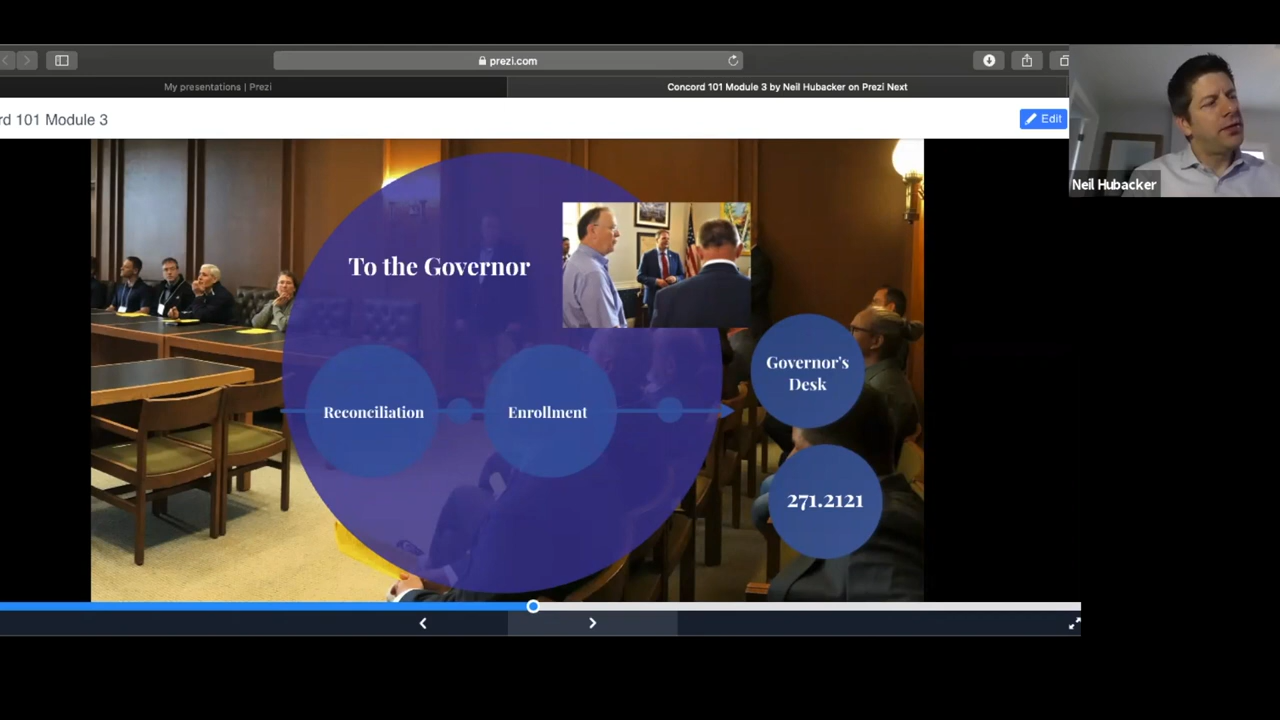 prezi.com
My presentations | Prezi
Concord 101 Module 3 by Neil Hubacker on Prezi Next
rd 101 Module 3
Edit
Neil Hubacker
To the Governor
Governor's
Desk
Reconciliation
Enrollment
271.2121